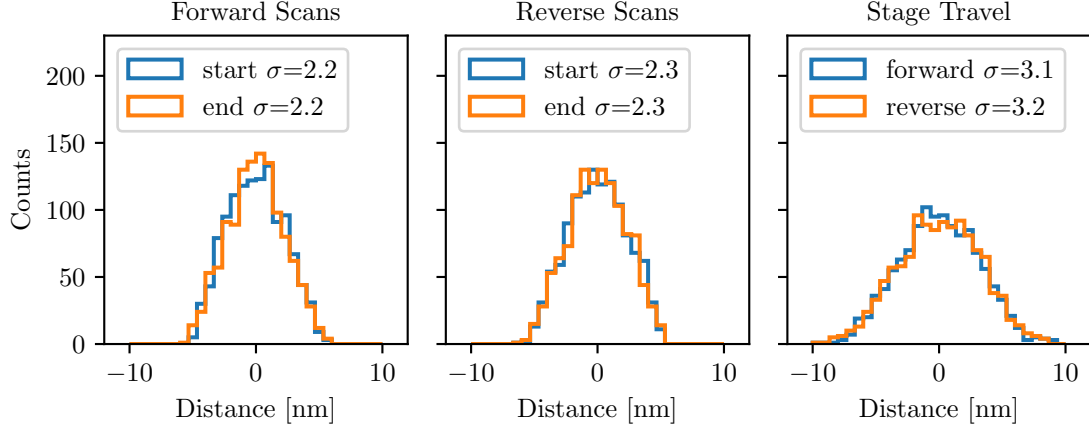 Forward Scans
Reverse Scans
Stage Travel
Counts
200
150
100
50
0
start σ=2.2
end σ=2.2
start σ=2.3
end σ=2.3
forward σ=3.1
reverse σ=3.2
−10 0 10
−10 0 10
−10 0 10
Distance [nm]
Distance [nm]
Distance [nm]